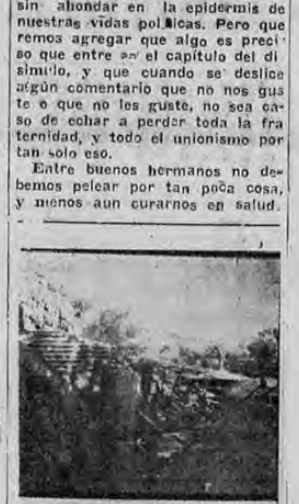 sin ahondar en la epidermis de
nuestras vidas políticas. Pero que
remos agregar que algo es preci
so que entre en el capítulo del di
simulo, y que cuando se deslice
algún comentario que no nos gus
te o que no les guste, no sea ca-
so de echar a perder toda la fra
ternidad, y todo el unionismo por
tan solo eso.
Entre buenos hermanos no de-
bemos pelear por tan poca cosa,
y menos aun curarnos en salud.